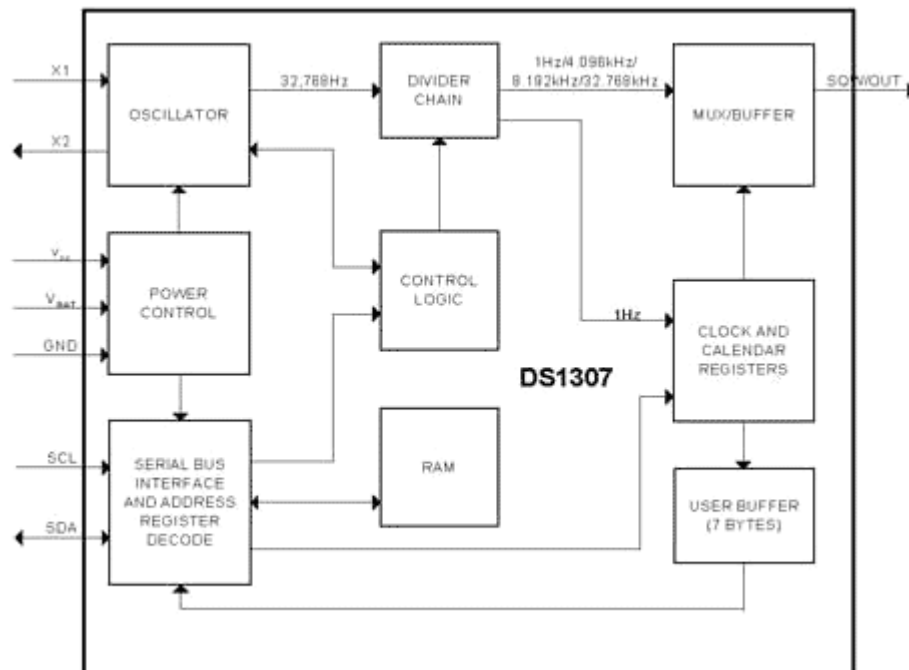 X1
X2
OSCILLATOR
32,768Hz
DIVIDER
CHAIN
1Hz/4.096kHz/
8.192kHz/32.768kHz
MUX/BUFFER
SQW/OUT
POWER
CONTROL
VBAT
GND
CONTROL
LOGIC
1Hz
CLOCK AND
CALENDAR
REGISTERS
DS1307
SCL
SDA
SERIAL BUS
INTERFACE
AND ADDRESS
REGISTER
DECODE
RAM
USER BUFFER
(7 BYTES)